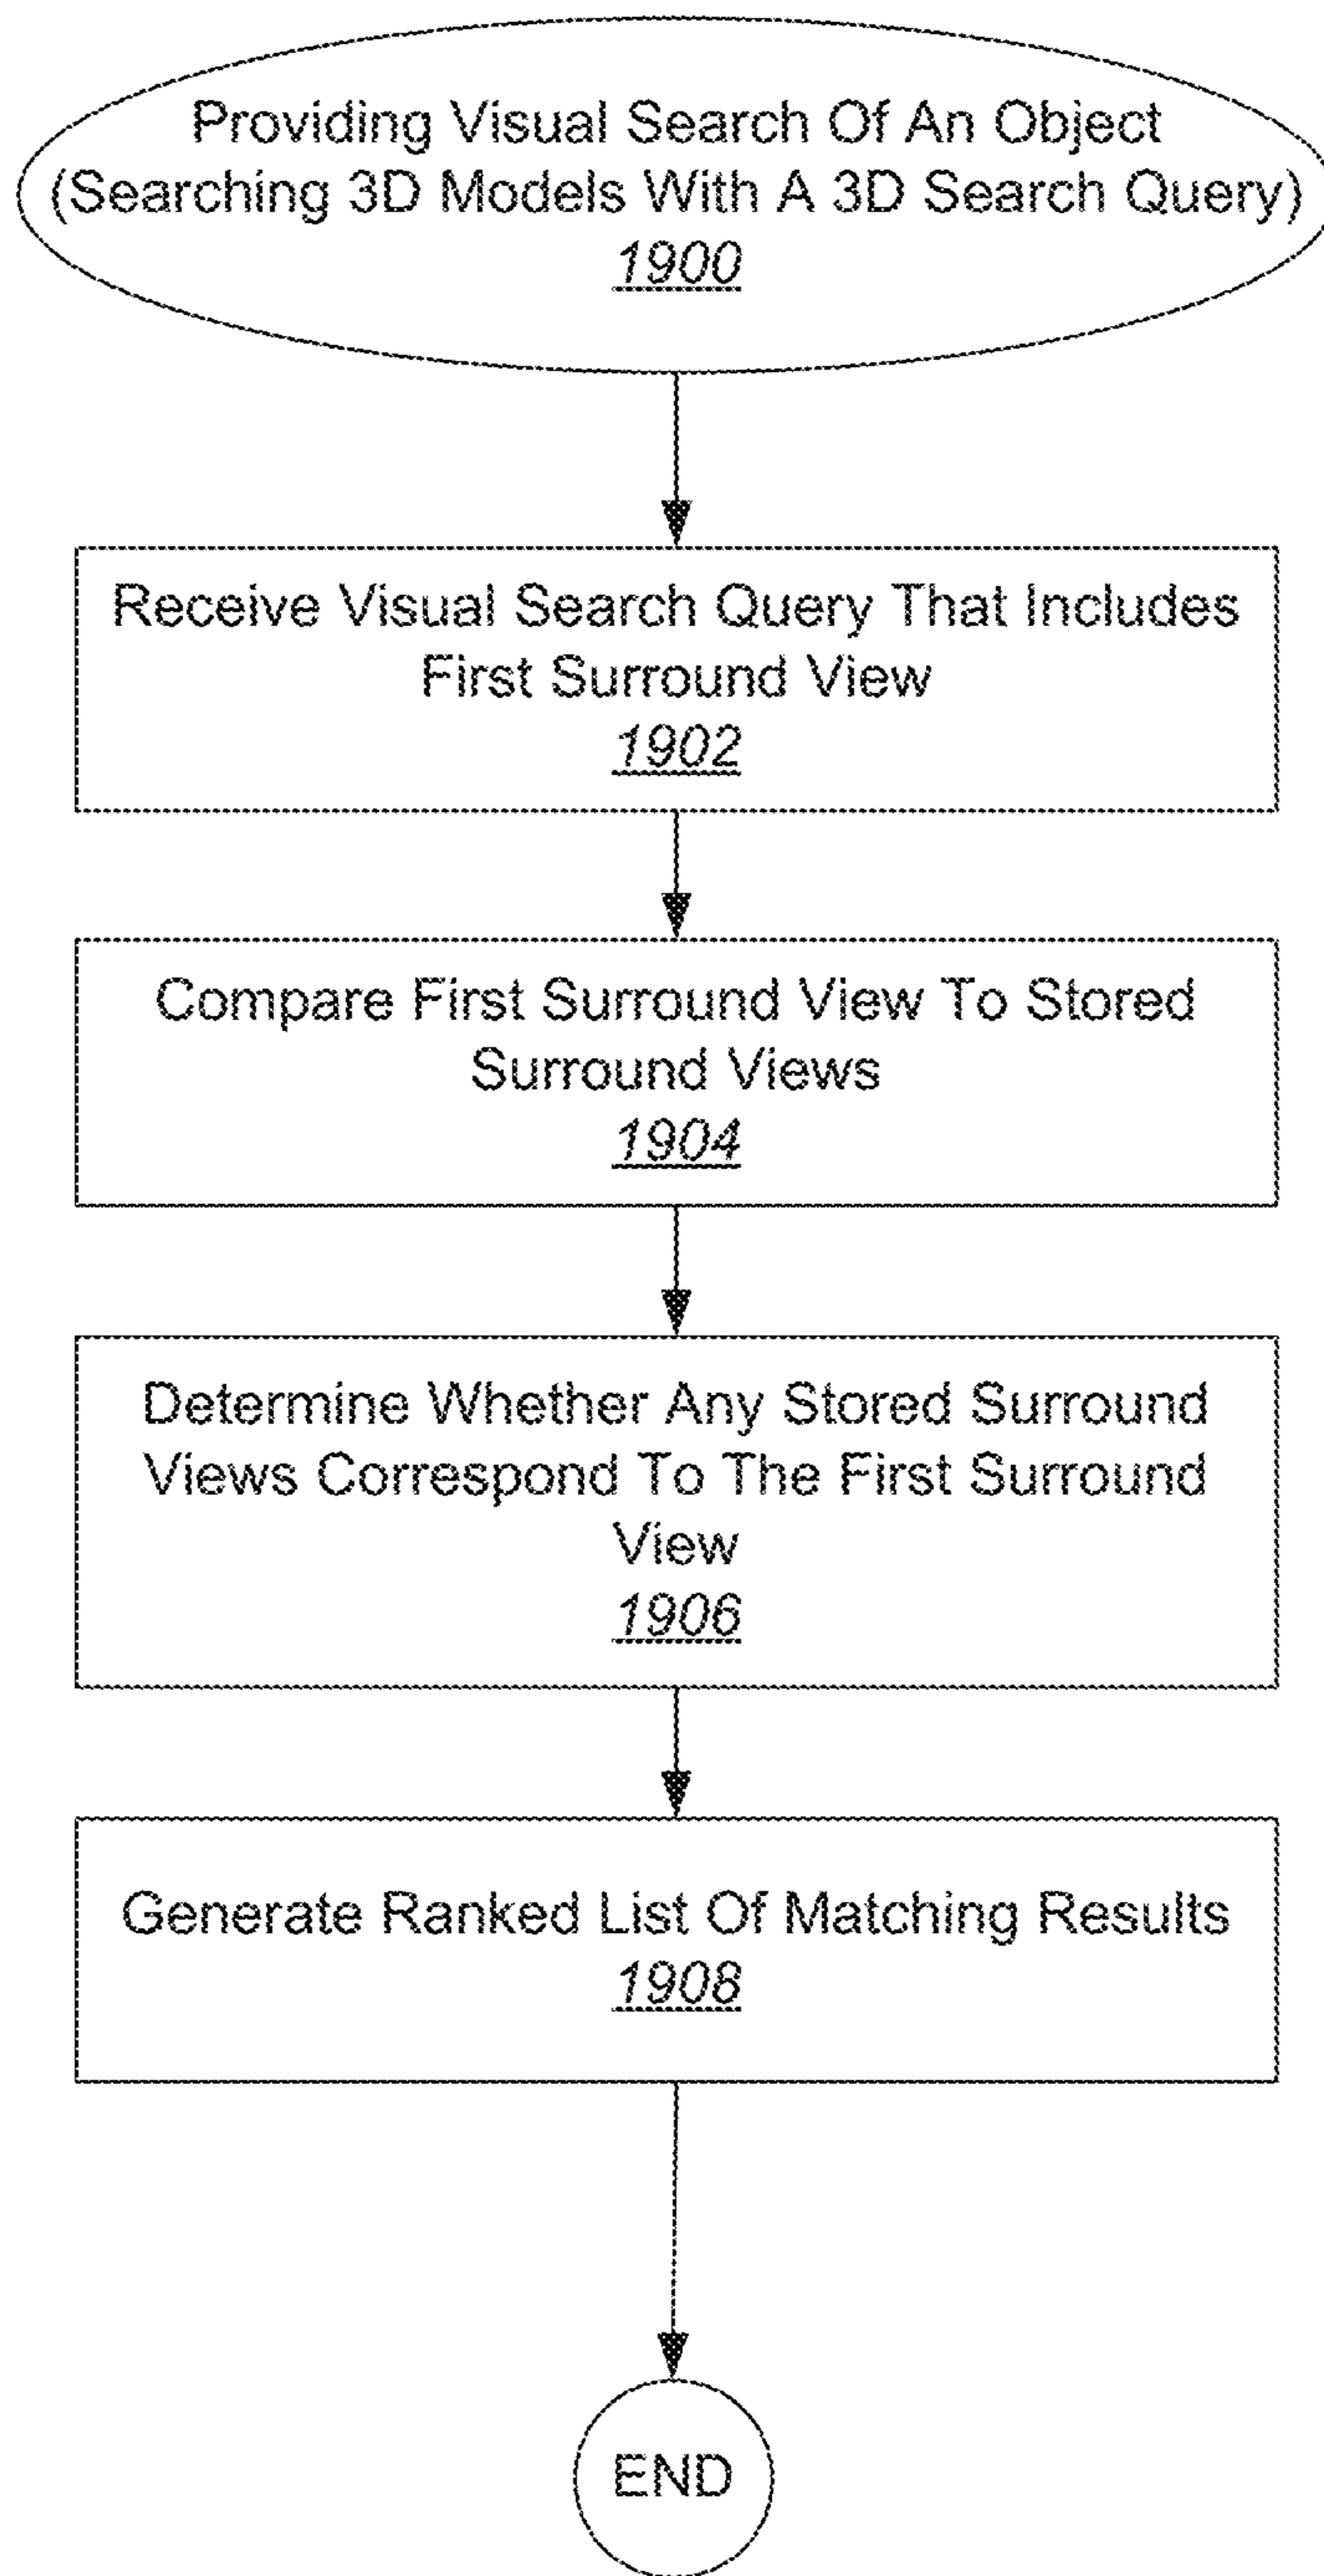 Providing Visual Search Of An Object
(Searching 3D Models With A 3D Search Query)
1900
Receive Visual Search Query That Includes
First Surround View
1902
Compare First Surround View To Stored
Surround Views
1904
Determine Whether Any Stored Surround
Views Correspond To The First Surround
View
1906
Generate Ranked List Of Matching Results
1908
END